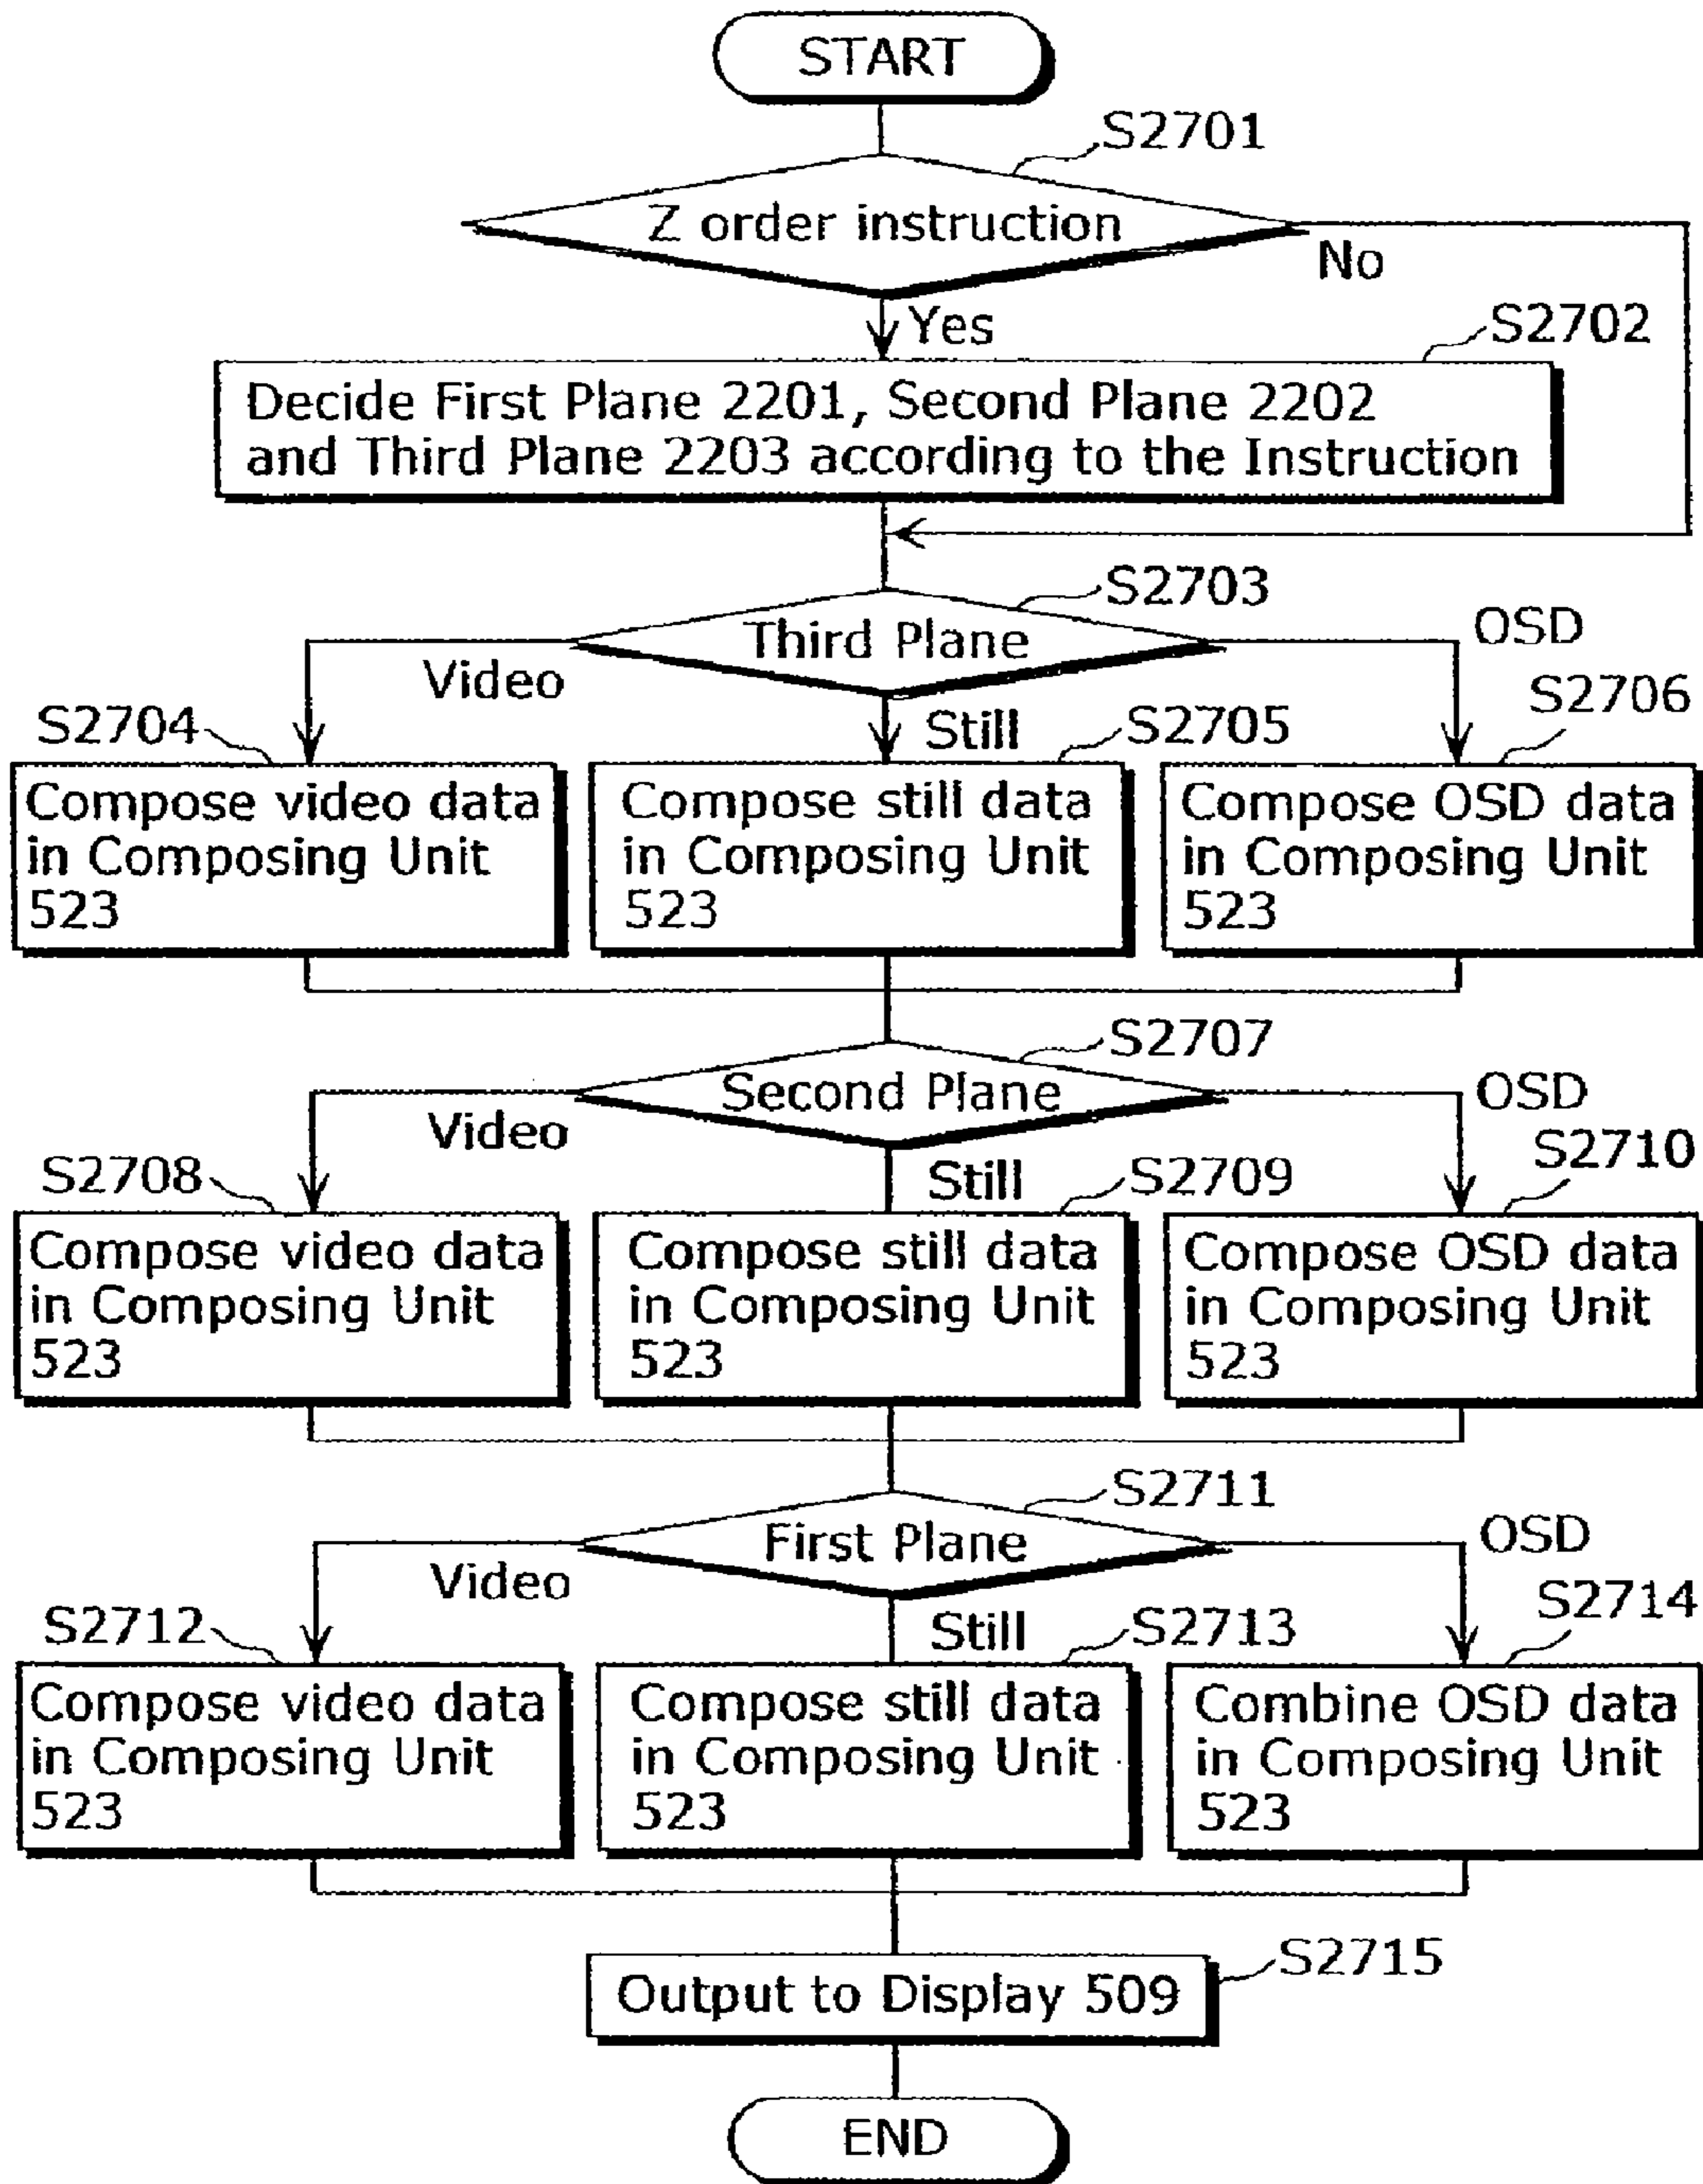 START
S2701
Z order instruction
No
Yes
S2702
Decide First Plane 2201, Second Plane 2202
and Third Plane 2203 according to the Instruction
S2703
Third Plane
Video
Still
OSD
S2704
S2705
S2706
Compose video data
in Composing Unit
523
Compose still data
in Composing Unit
523
Compose OSD data
in Composing Unit
523
S2707
Second Plane
Video
Still
OSD
S2708
S2709
S2710
Compose video data
in Composing Unit
523
Compose still data
in Composing Unit
523
Compose OSD data
in Composing Unit
523
S2711
First Plane
Video
Still
OSD
S2712
S2713
S2714
Compose video data
in Composing Unit
523
Compose still data
in Composing Unit
523
Combine OSD data
in Composing Unit
523
S2715
Output to Display 509
END